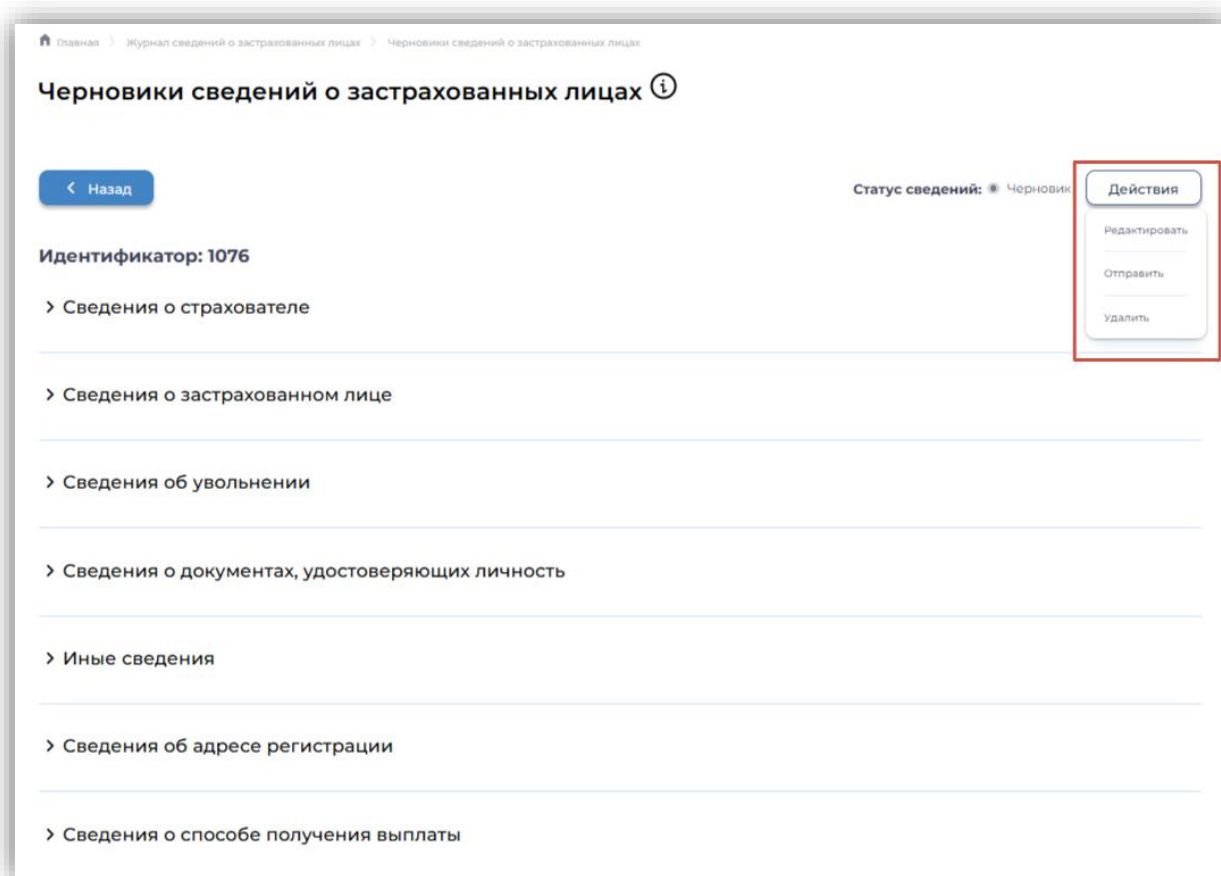 Главная 〉 Журнал сведений о застрахованных лицах 〉 Черновики сведений о застрахованных лицах
Черновики сведений о застрахованных лицах
Назад
Статус сведений: Черновик
Действия
Редактировать
Отправить
Удалить
Идентификатор: 1076
Сведения о страхователе
Сведения о застрахованном лице
Сведения об увольнении
Сведения о документах, удостоверяющих личность
Иные сведения
Сведения об адресе регистрации
Сведения о способе получения выплаты